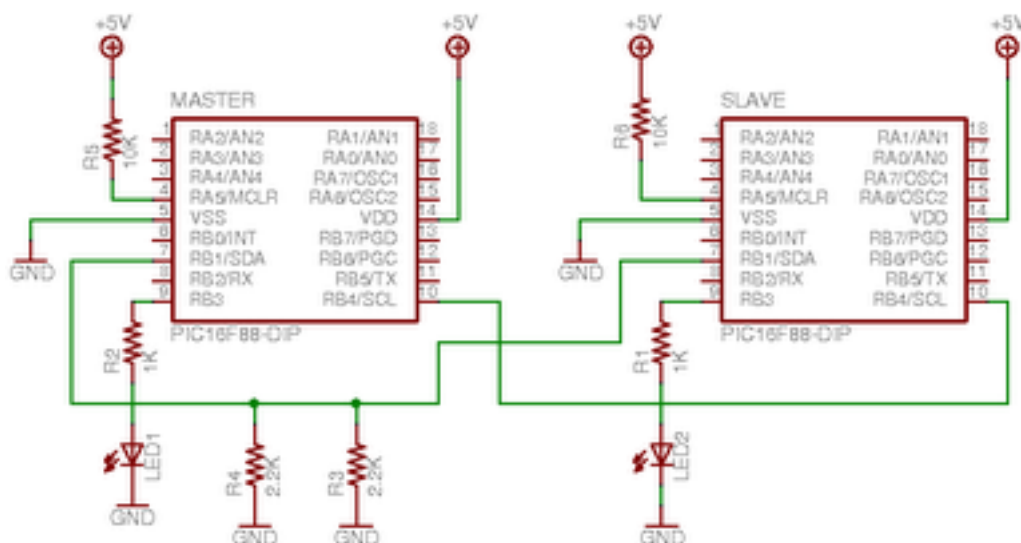 +5V
+5V
+5V
+5V
MASTER
SLAVE
R5
10K
R6
10K
1 RA2/AN2 RA1/AN1 18
2 RA3/AN3 RA0/AN0 17
3 RA4/AN4 RA7/OSC1 16
4 RA5/MCLR RA6/OSC2 15
5 VSS VDD 14
6 RB0/INT RB7/PGD 13
7 RB1/SDA RB6/PGC 12
8 RB2/RX RB5/TX 11
9 RB3 RB4/SCL 10
PIC16F88-DIP
1 RA2/AN2 RA1/AN1 18
2 RA3/AN3 RA0/AN0 17
3 RA4/AN4 RA7/OSC1 16
4 RA5/MCLR RA6/OSC2 15
5 VSS VDD 14
6 RB0/INT RB7/PGD 13
7 RB1/SDA RB6/PGC 12
8 RB2/RX RB5/TX 11
9 RB3 RB4/SCL 10
PIC16F88-DIP
GND
GND
R2
1K
R1
1K
LED1
R4
2.2K
R3
2.2K
LED2
GND
GND
GND
GND